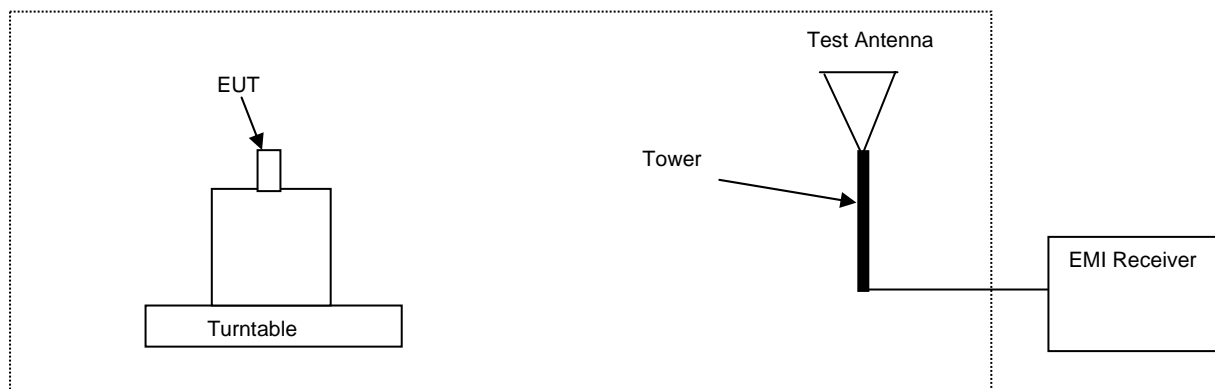 Test Antenna
EUT
Tower
EMI Receiver
Turntable